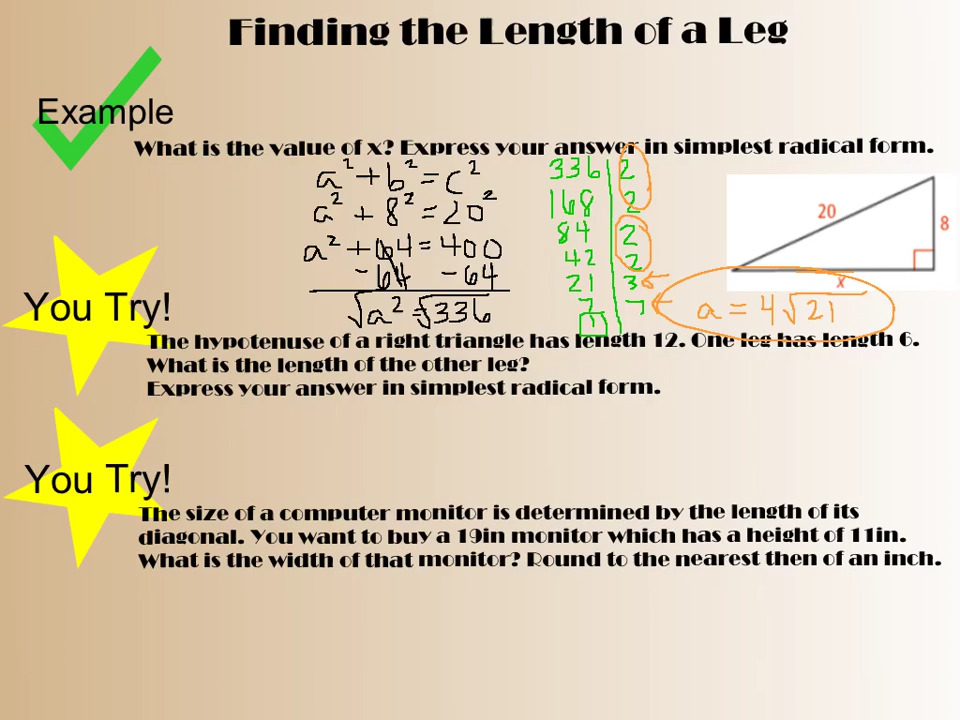 Finding the Length of a Leg
Example
What is the value of x? Express your answer in simplest radical form.
a² + b² = c²
a² + 8² = 20²
a² + 64 = 400
- 64 - 64
√a² = √336
336 2
168 2
84 2
42 2
21 3
7 7
1
20
8
x
a = 4√21
You Try!
The hypotenuse of a right triangle has length 12. One leg has length 6.
What is the length of the other leg?
Express your answer in simplest radical form.
You Try!
The size of a computer monitor is determined by the length of its
diagonal. You want to buy a 19in monitor which has a height of 11in.
What is the width of that monitor? Round to the nearest then of an inch.